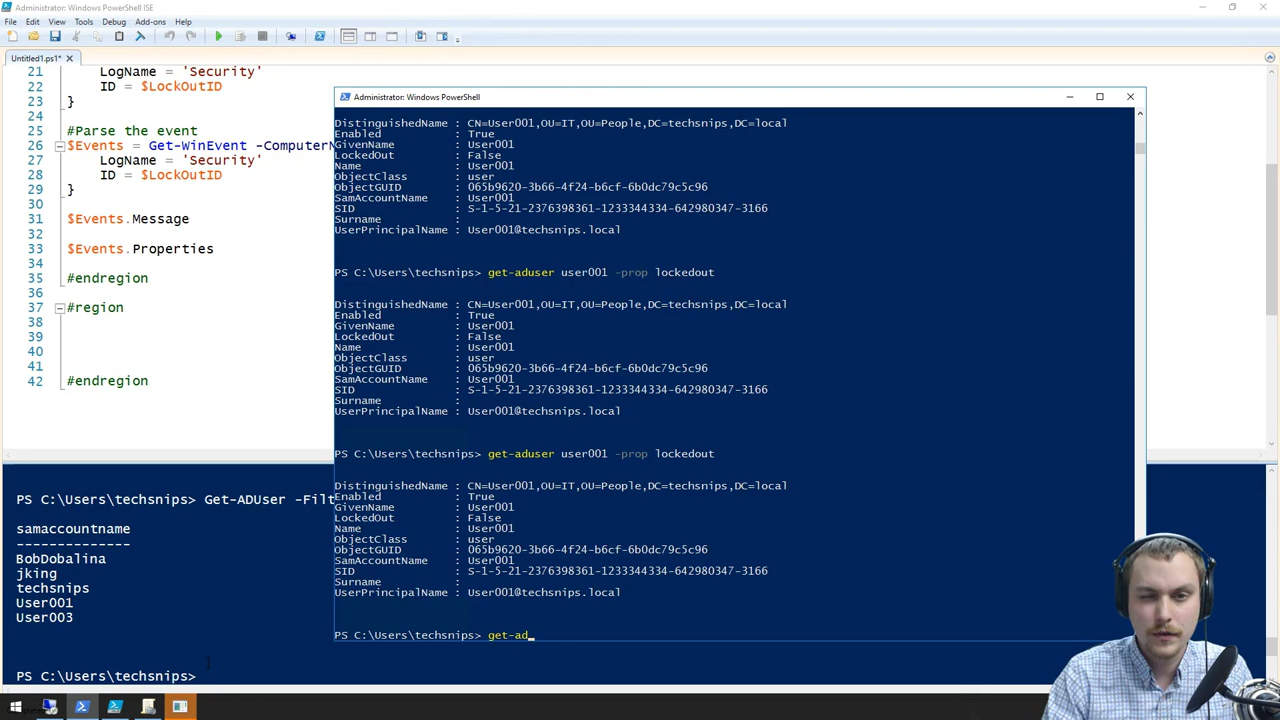 Administrator: Windows PowerShell ISE
File Edit View Tools Debug Add-ons Help
Untitled1.ps1*
21 LogName = 'Security'
22 ID = $LockOutID
23 }
24
25 #Parse the event
26 $Events = Get-WinEvent -ComputerN
27 LogName = 'Security'
28 ID = $LockOutID
29 }
30
31 $Events.Message
32
33 $Events.Properties
34
35 #endregion
36
37 #region
38
39
40
41
42 #endregion
PS C:\Users\techsnips> Get-ADUser -Filt
samaccountname
--------------
BobDobalina
jking
techsnips
User001
User003
PS C:\Users\techsnips>
Administrator: Windows PowerShell
DistinguishedName : CN=User001,OU=IT,OU=People,DC=techsnips,DC=local
Enabled : True
GivenName : User001
LockedOut : False
Name : User001
ObjectClass : user
ObjectGUID : 065b9620-3b66-4f24-b6cf-6b0dc79c5c96
SamAccountName : User001
SID : S-1-5-21-2376398361-1233344334-642980347-3166
Surname :
UserPrincipalName : User001@techsnips.local
PS C:\Users\techsnips> get-aduser user001 -prop lockedout
DistinguishedName : CN=User001,OU=IT,OU=People,DC=techsnips,DC=local
Enabled : True
GivenName : User001
LockedOut : False
Name : User001
ObjectClass : user
ObjectGUID : 065b9620-3b66-4f24-b6cf-6b0dc79c5c96
SamAccountName : User001
SID : S-1-5-21-2376398361-1233344334-642980347-3166
Surname :
UserPrincipalName : User001@techsnips.local
PS C:\Users\techsnips> get-aduser user001 -prop lockedout
DistinguishedName : CN=User001,OU=IT,OU=People,DC=techsnips,DC=local
Enabled : True
GivenName : User001
LockedOut : False
Name : User001
ObjectClass : user
ObjectGUID : 065b9620-3b66-4f24-b6cf-6b0dc79c5c96
SamAccountName : User001
SID : S-1-5-21-2376398361-1233344334-642980347-3166
Surname :
UserPrincipalName : User001@techsnips.local
PS C:\Users\techsnips> get-ad_